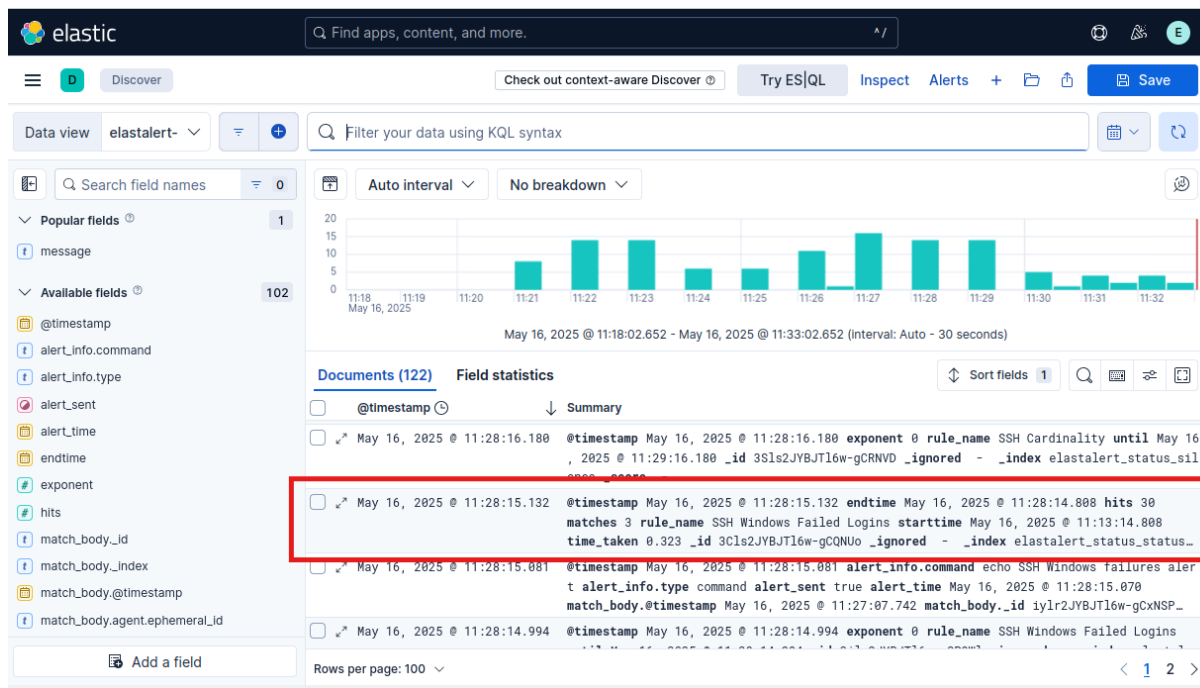 elastic
Find apps, content, and more.
^/
E
D
Discover
Check out context-aware Discover
Try ES|QL
Inspect
Alerts
+
Save
Data view
elastalert-
Filter your data using KQL syntax
Search field names
0
Auto interval
No breakdown
Popular fields
1
message
Available fields
102
@timestamp
alert_info.command
alert_info.type
alert_sent
alert_time
endtime
exponent
hits
match_body._id
match_body._index
match_body.@timestamp
match_body.agent.ephemeral_id
Add a field
20
15
10
5
0
11:18
May 16, 2025
11:19
11:20
11:21
11:22
11:23
11:24
11:25
11:26
11:27
11:28
11:29
11:30
11:31
11:32
May 16, 2025 @ 11:18:02.652 - May 16, 2025 @ 11:33:02.652 (interval: Auto - 30 seconds)
Documents (122)
Field statistics
Sort fields 1
@timestamp
Summary
May 16, 2025 @ 11:28:16.180
@timestamp May 16, 2025 @ 11:28:16.180 exponent 0 rule_name SSH Cardinality until May 16
, 2025 @ 11:29:16.180 _id 3Sls2JYBJTl6w-gCRNVD _ignored - _index elastalert_status_sil
May 16, 2025 @ 11:28:15.132
@timestamp May 16, 2025 @ 11:28:15.132 endtime May 16, 2025 @ 11:28:14.808 hits 30
matches 3 rule_name SSH Windows Failed Logins starttime May 16, 2025 @ 11:13:14.808
time_taken 0.323 _id 3Cls2JYBJTl6w-gCQNUo _ignored - _index elastalert_status_status…
May 16, 2025 @ 11:28:15.081
@timestamp May 16, 2025 @ 11:28:15.081 alert_info.command echo SSH Windows failures aler
t alert_info.type command alert_sent true alert_time May 16, 2025 @ 11:28:15.070
match_body.@timestamp May 16, 2025 @ 11:27:07.742 match_body._id iylr2JYBJTl6w-gCxNSP…
May 16, 2025 @ 11:28:14.994
@timestamp May 16, 2025 @ 11:28:14.994 exponent 0 rule_name SSH Windows Failed Logins
Rows per page: 100
1
2